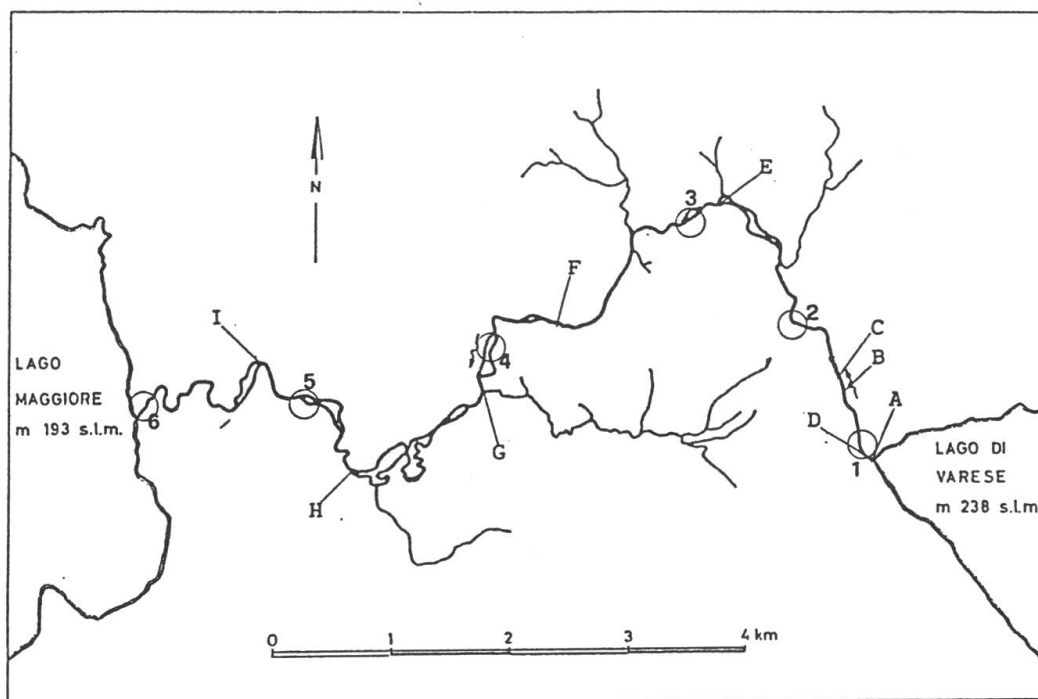 N
E
3
F
2
C
B
A
D
1
I
4
5
6
G
H
LAGO
MAGGIORE
m 193 s.l.m.
LAGO DI
VARESE
m 238 s.l.m
0 1 2 3 4 km